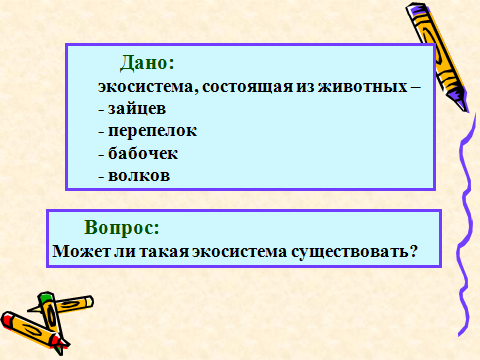 Дано:
экосистема, состоящая из животных –
- зайцев
- перепелок
- бабочек
- волков
Вопрос:
Может ли такая экосистема существовать?